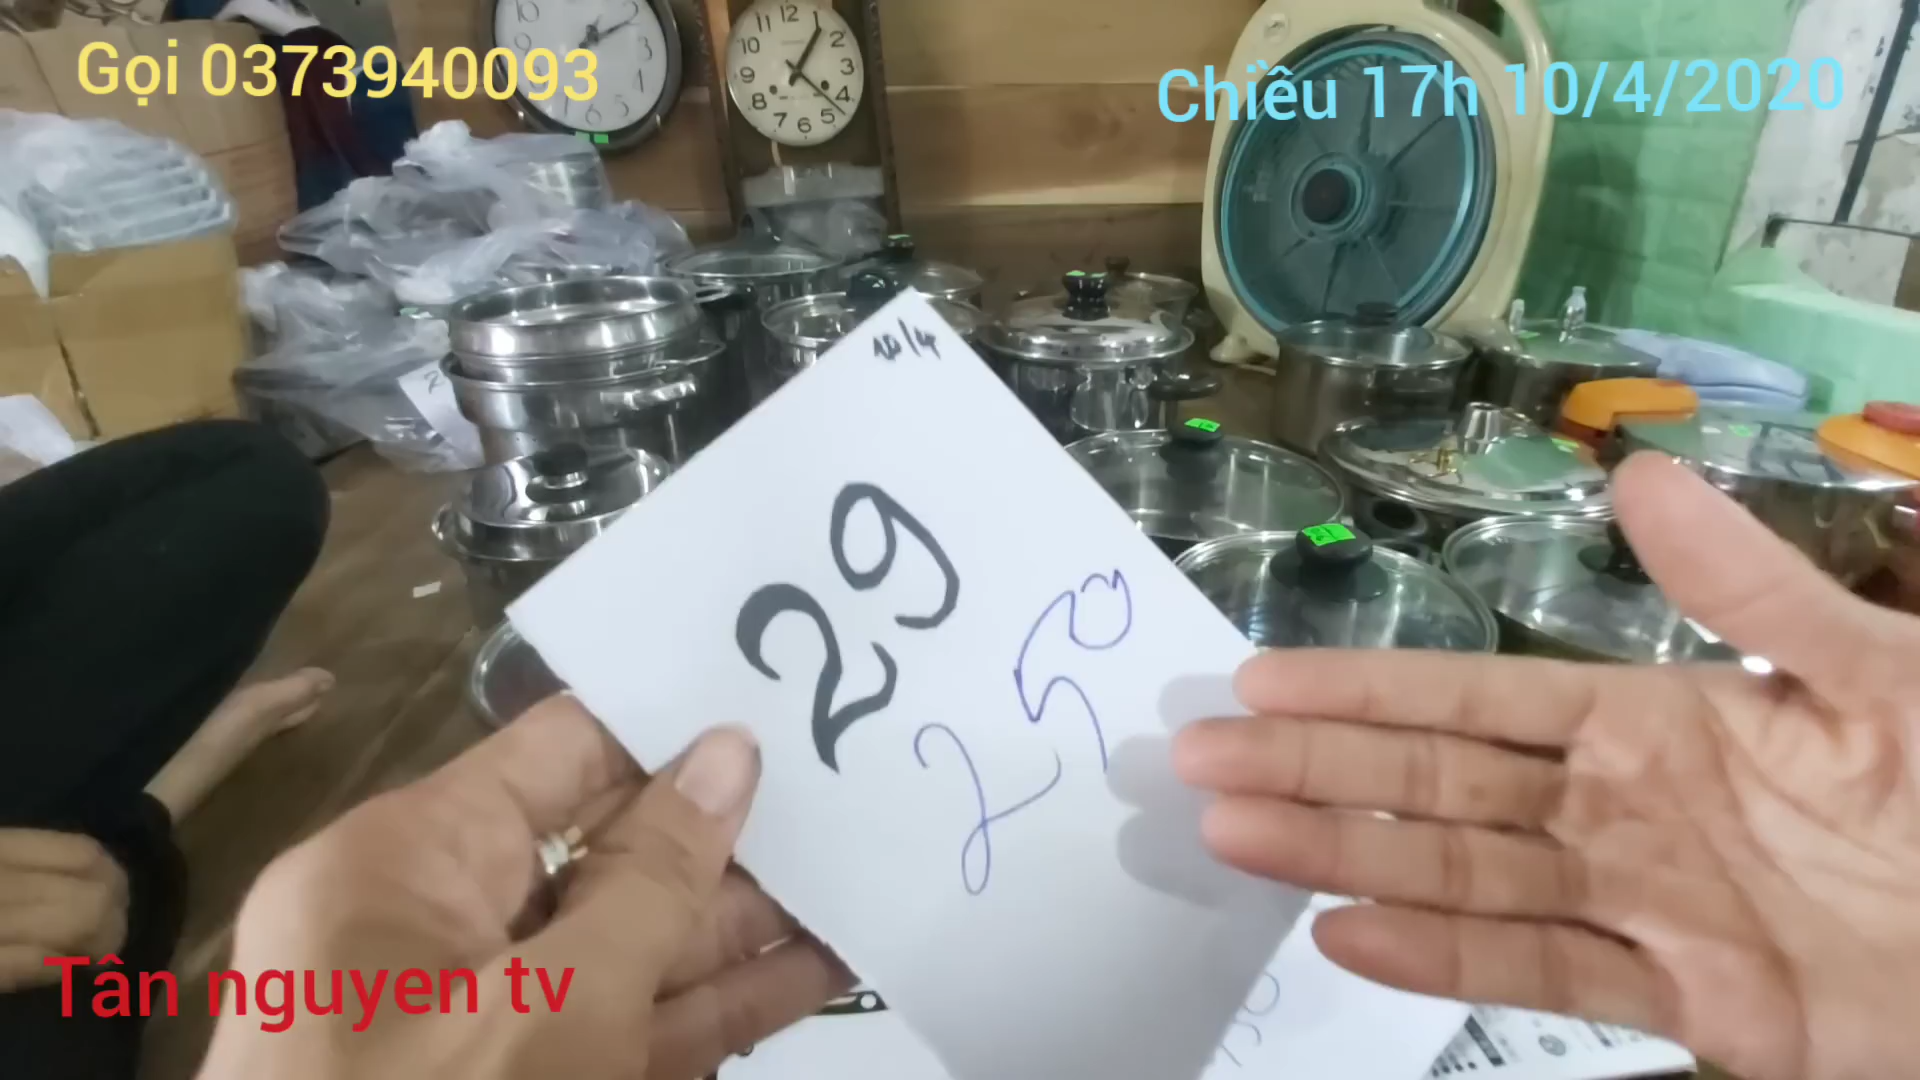 Gọi 0373940093
Chiều 17h 10/4/2020
10/4
29
250
Tân nguyen tv